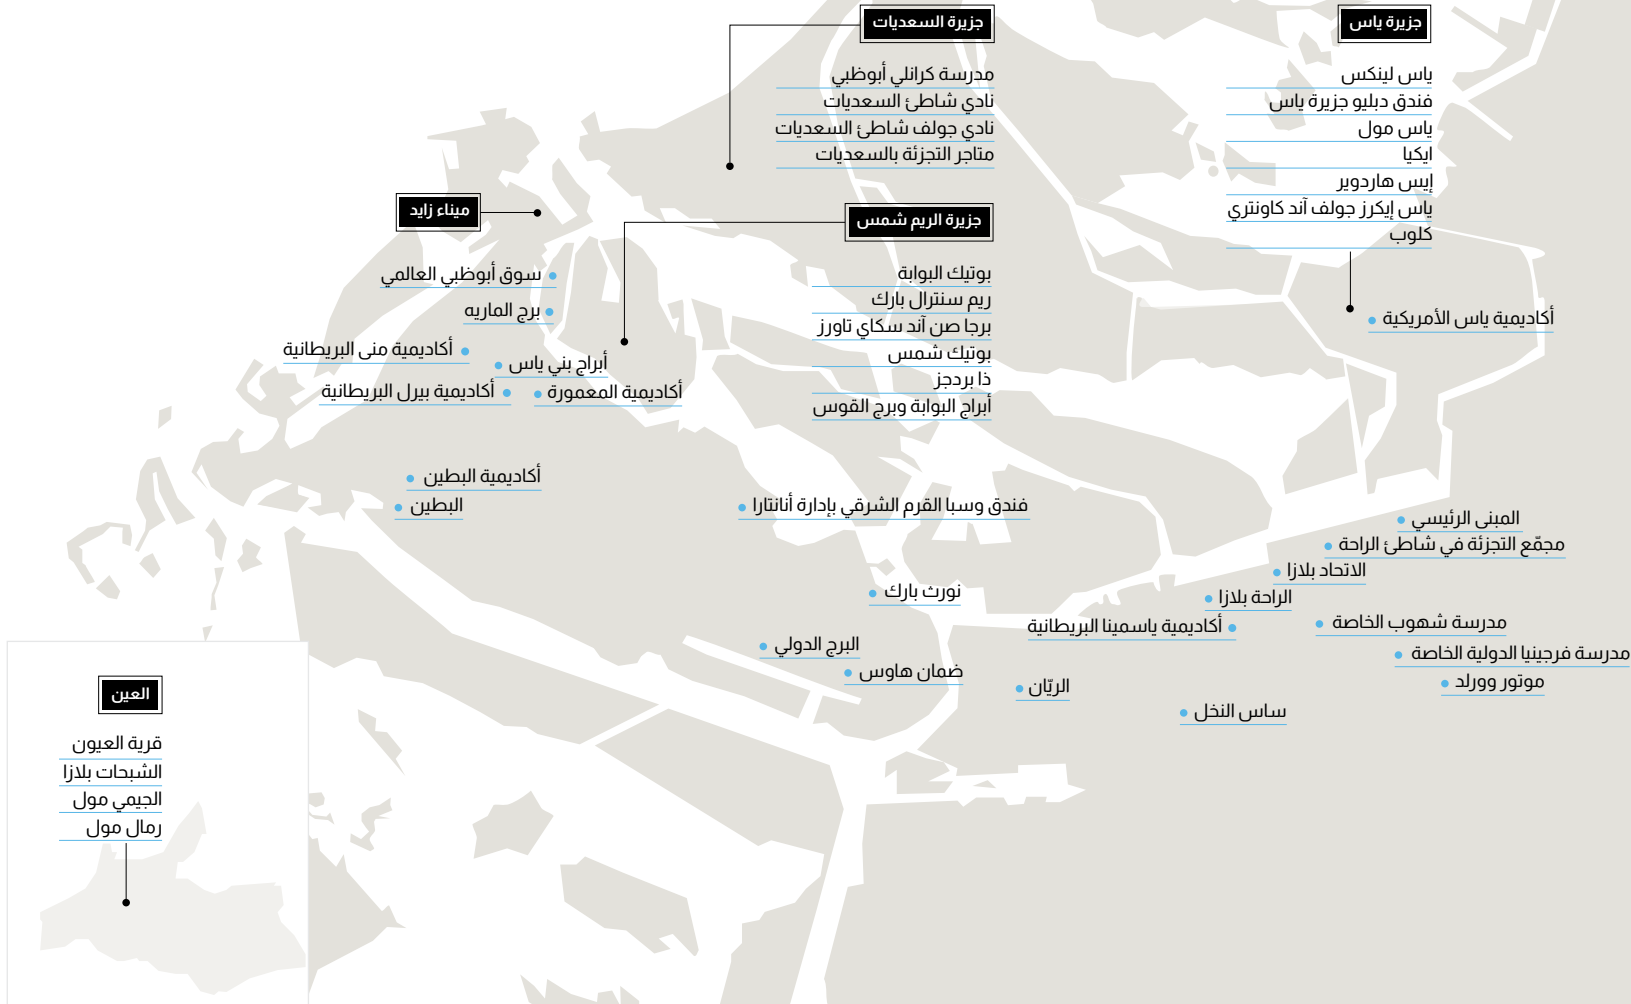 جزيرة ياس
ياس لينكس
فندق دبليو جزيرة ياس
ياس مول
ايكيا
إيس هاردوير
ياس إيكرز جولف آند كاونتري
كلوب
أكاديمية ياس الأمريكية
جزيرة السعديات
مدرسة كرانلي أبوظبي
نادي شاطئ السعديات
نادي جولف شاطئ السعديات
متاجر التجزئة بالسعديات
جزيرة الريم شمس
بوتيك البوابة
ريم سنترال بارك
برجا صن آند سكاي تاورز
بوتيك شمس
ذا بردجز
أبراج البوابة وبرج القوس
ميناء زايد
سوق أبوظبي العالمي
برج الماريه
أكاديمية منى البريطانية
أبراج بني ياس
أكاديمية المعمورة
أكاديمية بيرل البريطانية
أكاديمية البطين
البطين
فندق وسبا القرم الشرقي بإدارة أنانتارا
المبنى الرئيسي
مجمّع التجزئة في شاطئ الراحة
الاتحاد بلازا
الراحة بلازا
نورث بارك
أكاديمية ياسمينا البريطانية
مدرسة شهوب الخاصة
البرج الدولي
مدرسة فرجينيا الدولية الخاصة
ضمان هاوس
موتور وورلد
الريّان
ساس النخل
العين
قرية العيون
الشبحات بلازا
الجيمي مول
رمال مول